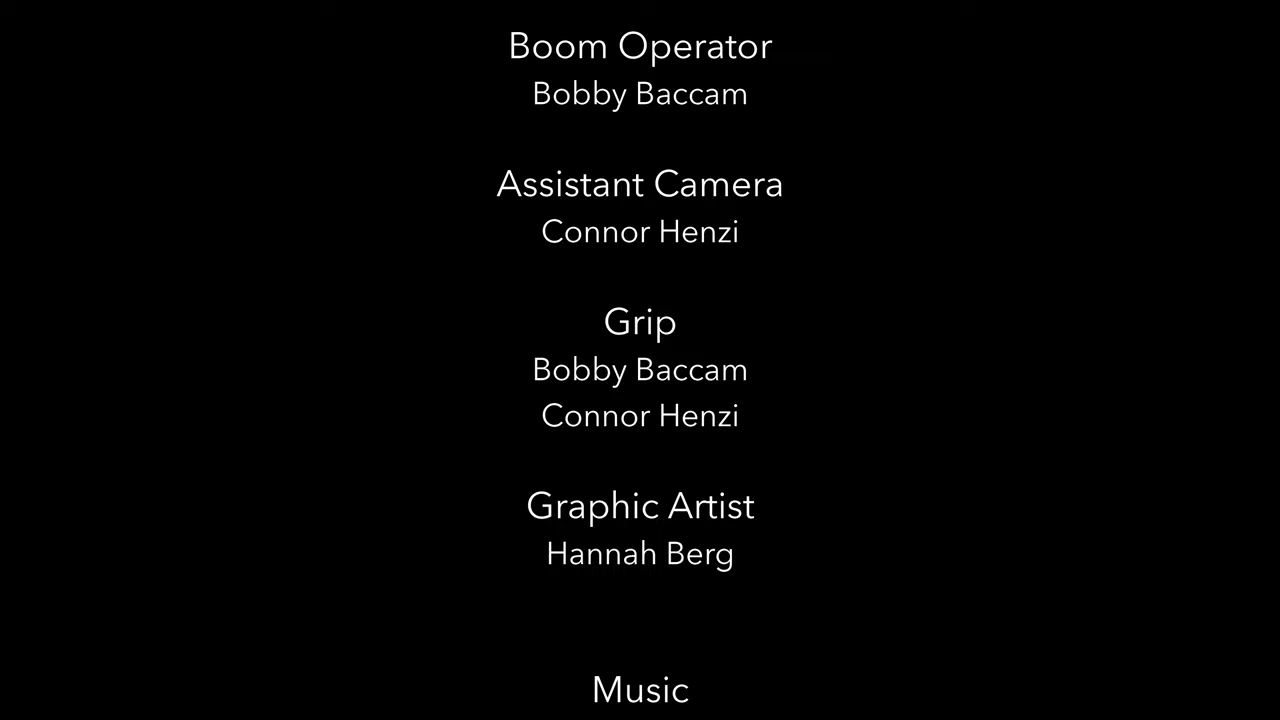 Boom Operator
Bobby Baccam
Assistant Camera
Connor Henzi
Grip
Bobby Baccam
Connor Henzi
Graphic Artist
Hannah Berg
Music